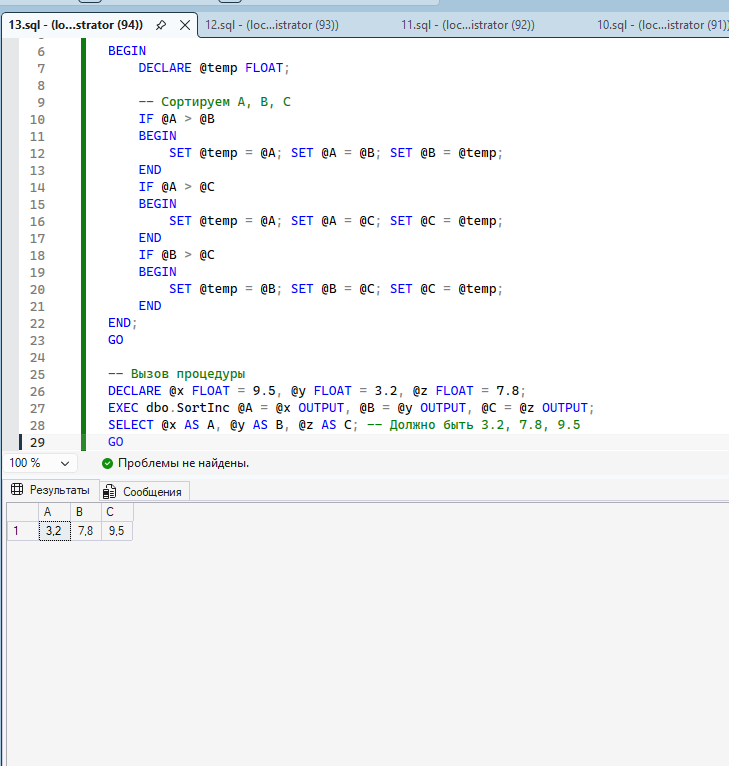 13.sql - (lo...strator (94))
12.sql - (loc...istrator (93))
11.sql - (loc...istrator (92))
10.sql - (loc...istrator (91))
6 BEGIN
7 DECLARE @temp FLOAT;
8
9 -- Сортируем A, B, C
10 IF @A > @B
11 BEGIN
12 SET @temp = @A; SET @A = @B; SET @B = @temp;
13 END
14 IF @A > @C
15 BEGIN
16 SET @temp = @A; SET @A = @C; SET @C = @temp;
17 END
18 IF @B > @C
19 BEGIN
20 SET @temp = @B; SET @B = @C; SET @C = @temp;
21 END
22 END;
23 GO
24
25 -- Вызов процедуры
26 DECLARE @x FLOAT = 9.5, @y FLOAT = 3.2, @z FLOAT = 7.8;
27 EXEC dbo.SortInc @A = @x OUTPUT, @B = @y OUTPUT, @C = @z OUTPUT;
28 SELECT @x AS A, @y AS B, @z AS C; -- Должно быть 3.2, 7.8, 9.5
29 GO
100 %
Проблемы не найдены.
Результаты
Сообщения
A B C
1 3,2 7,8 9,5